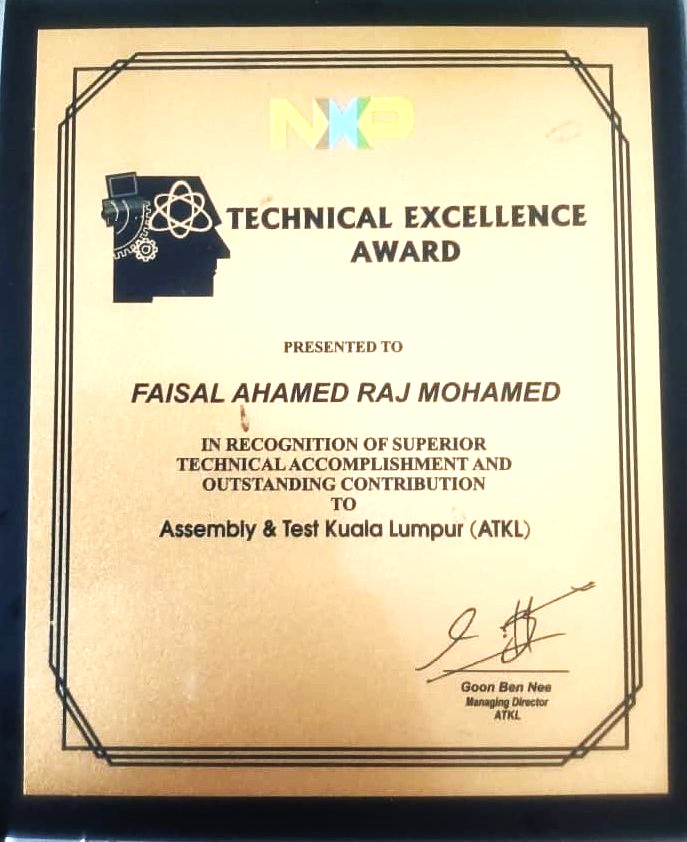 NXP
TECHNICAL EXCELLENCE
AWARD
PRESENTED TO
FAISAL AHAMED RAJ MOHAMED
IN RECOGNITION OF SUPERIOR
TECHNICAL ACCOMPLISHMENT AND
OUTSTANDING CONTRIBUTION
TO
Assembly & Test Kuala Lumpur (ATKL)
Goon Ben Nee
Managing Director
ATKL